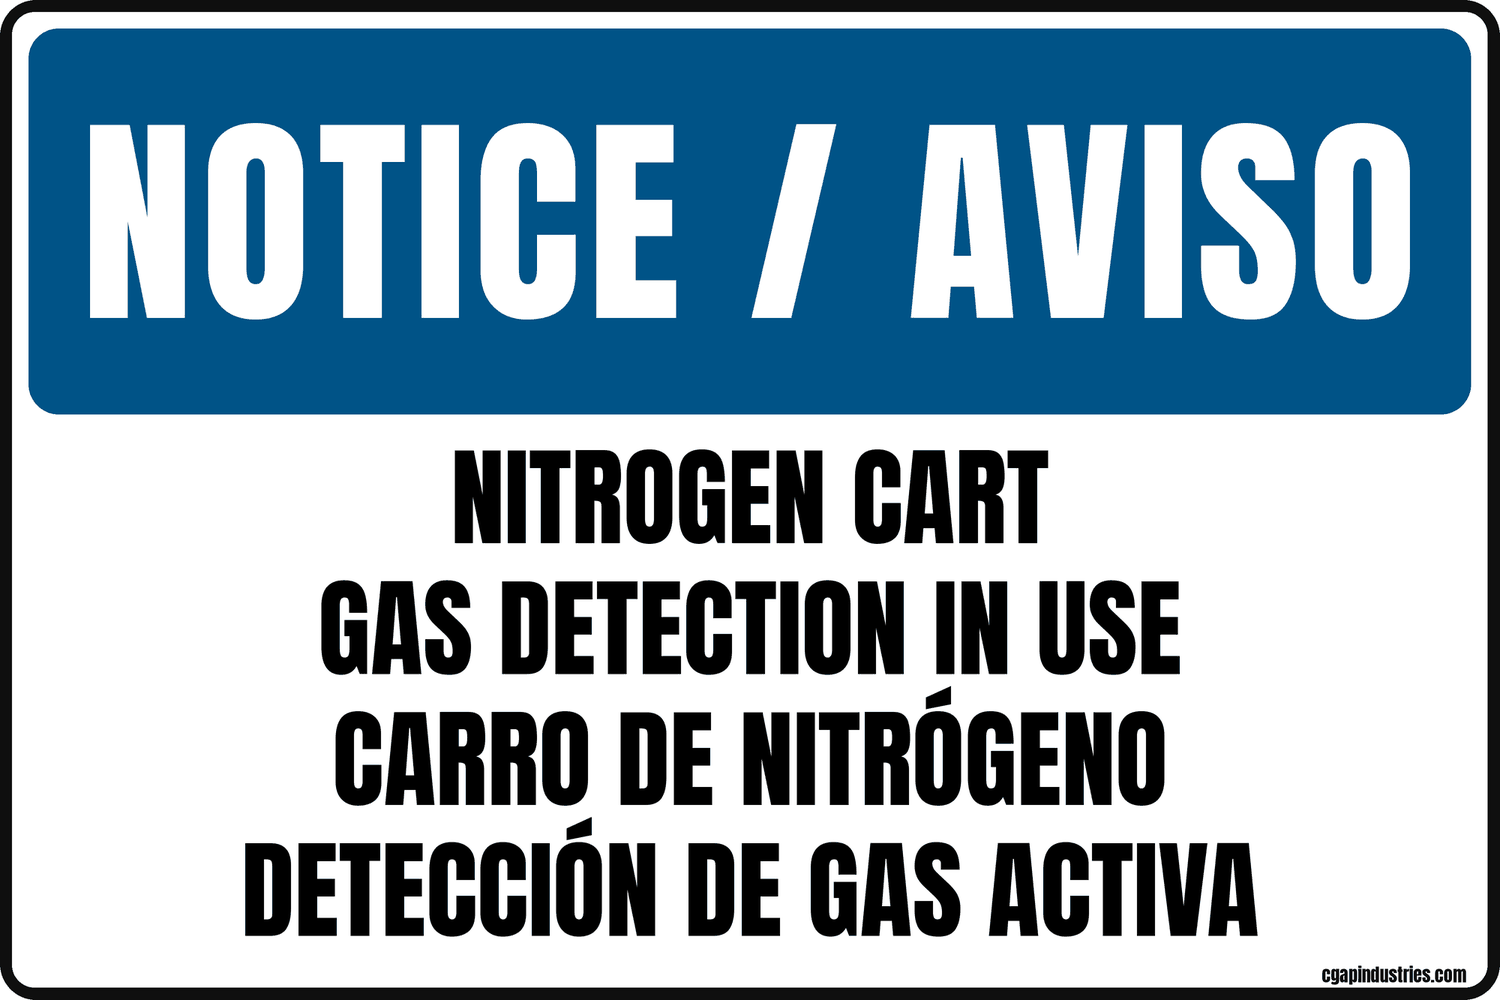 NOTICE / AVISO
NITROGEN CART
GAS DETECTION IN USE
CARRO DE NITRÓGENO
DETECCIÓN DE GAS ACTIVA
cgapindustries.com